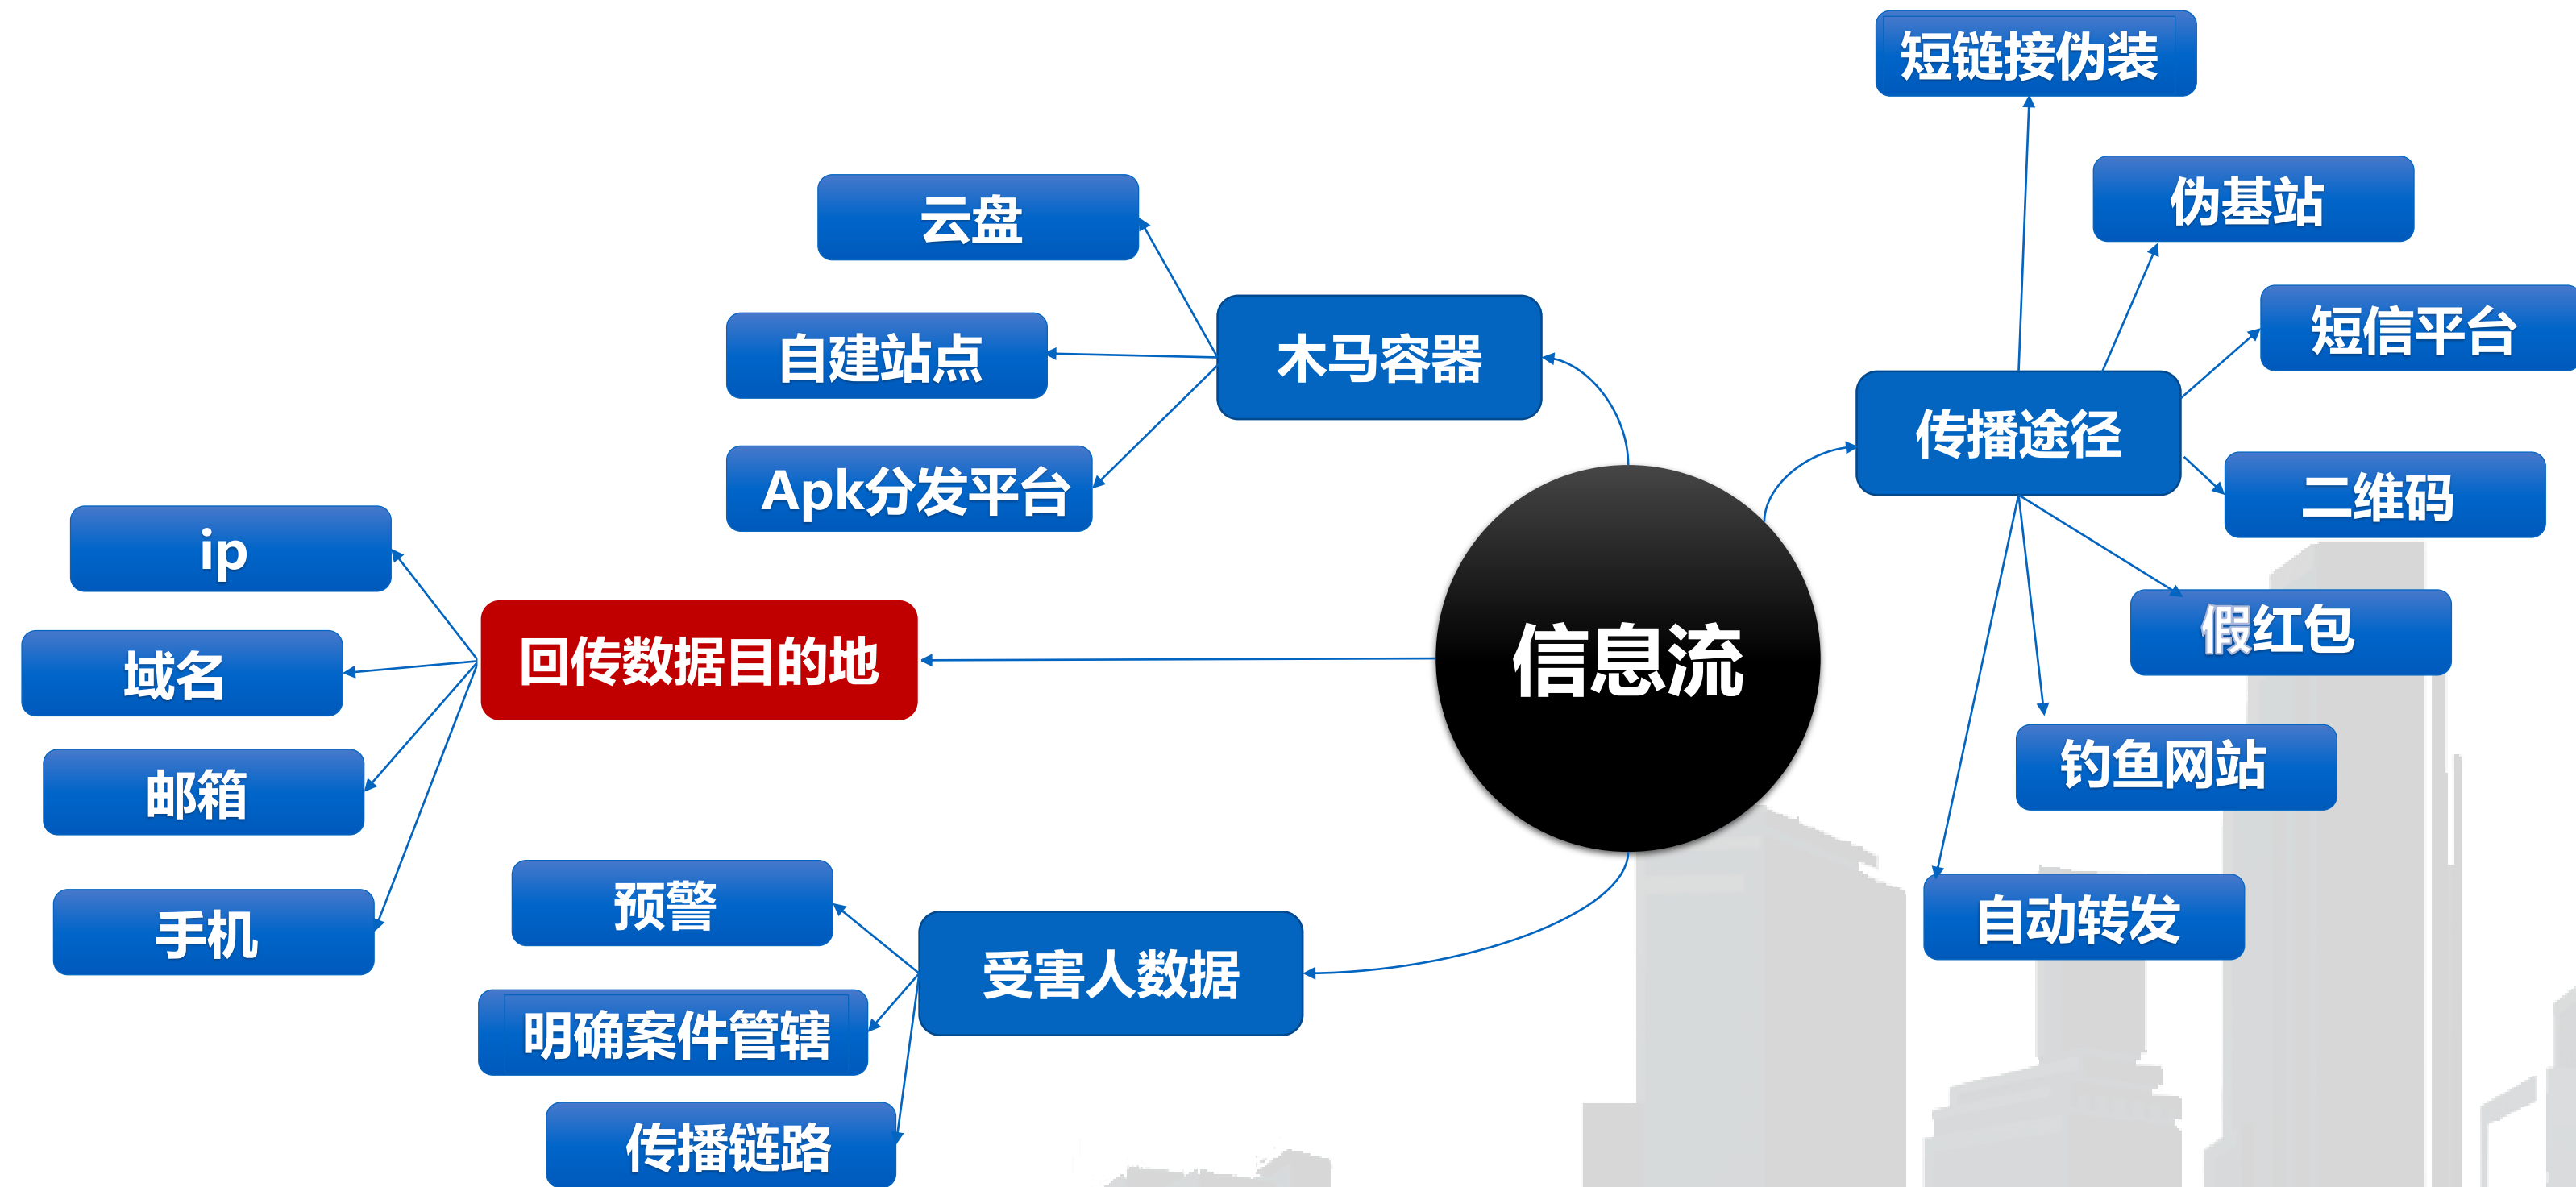 短链接伪装
伪基站
云盘
短信平台
自建站点
木马容器
传播途径
Apk分发平台
二维码
ip
假红包
回传数据目的地
信息流
域名
钓鱼网站
邮箱
预警
自动转发
手机
受害人数据
明确案件管辖
传播链路